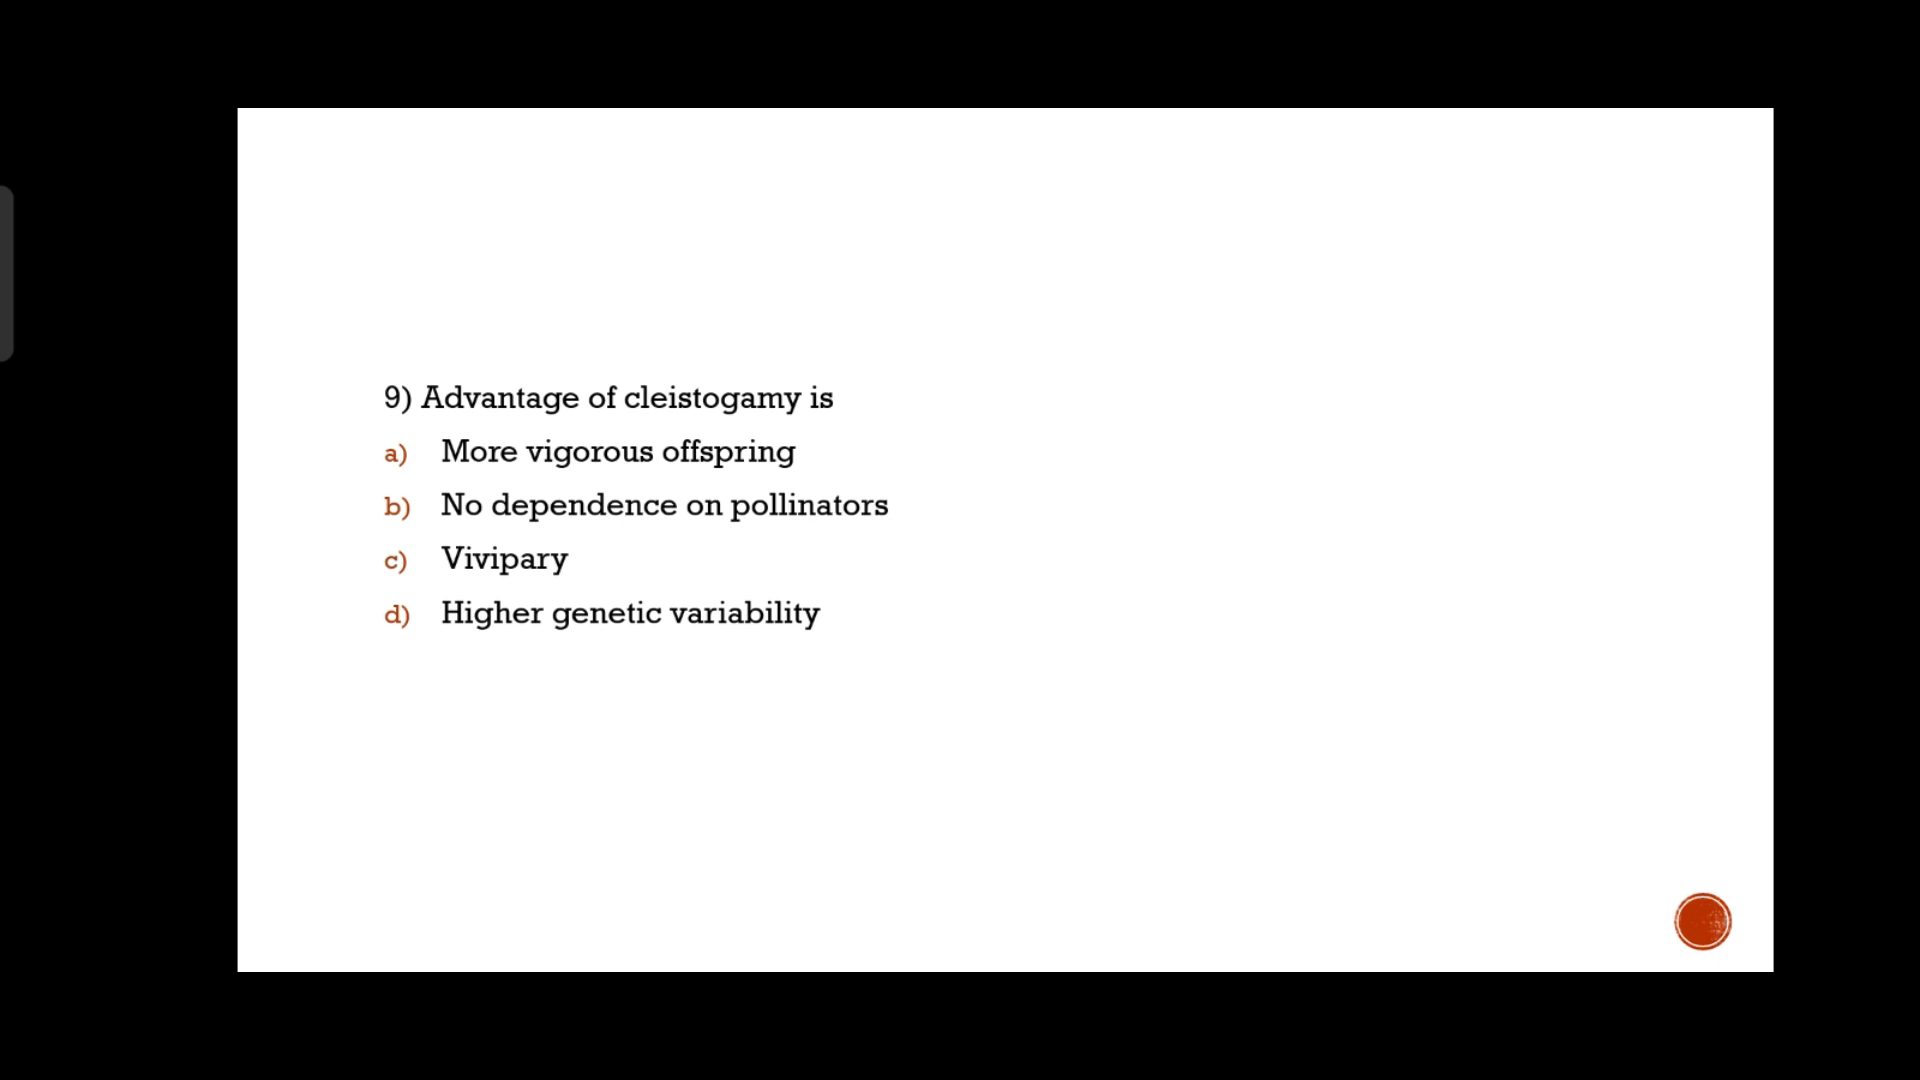 9) Advantage of cleistogamy is
a) More vigorous offspring
b) No dependence on pollinators
c) Vivipary
d) Higher genetic variability